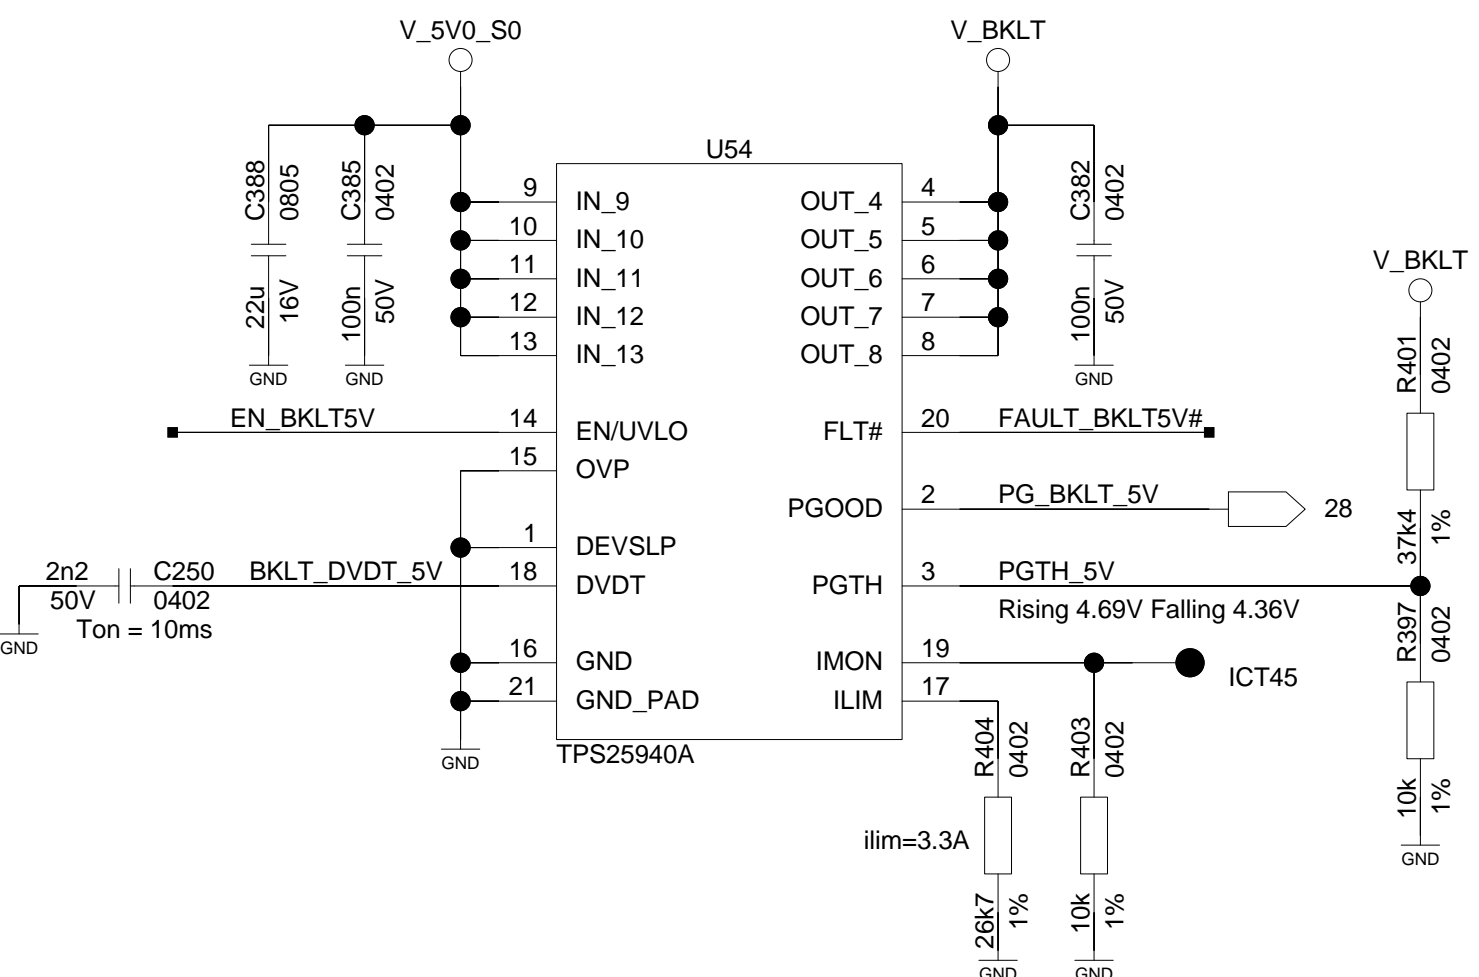 V_5V0_S0
V_BKLT
U54
C388
0805
22u
16V
GND
C385
0402
100n
50V
GND
9
IN_9
10
IN_10
11
IN_11
12
IN_12
13
IN_13
OUT_4
4
OUT_5
5
OUT_6
6
OUT_7
7
OUT_8
8
C382
0402
100n
50V
GND
V_BKLT
R401
0402
37k4
1%
EN_BKLT5V
14
EN/UVLO
15
OVP
FLT#
20
FAULT_BKLT5V#
PGOOD
2
PG_BKLT_5V
28
1
DEVSLP
2n2
50V
C250
0402
Ton = 10ms
GND
BKLT_DVDT_5V
18
DVDT
PGTH
3
PGTH_5V
Rising 4.69V Falling 4.36V
R397
0402
10k
1%
GND
16
GND
21
GND_PAD
GND
IMON
19
ICT45
ILIM
17
TPS25940A
R404
0402
ilim=3.3A
26k7
1%
GND
R403
0402
10k
1%
GND